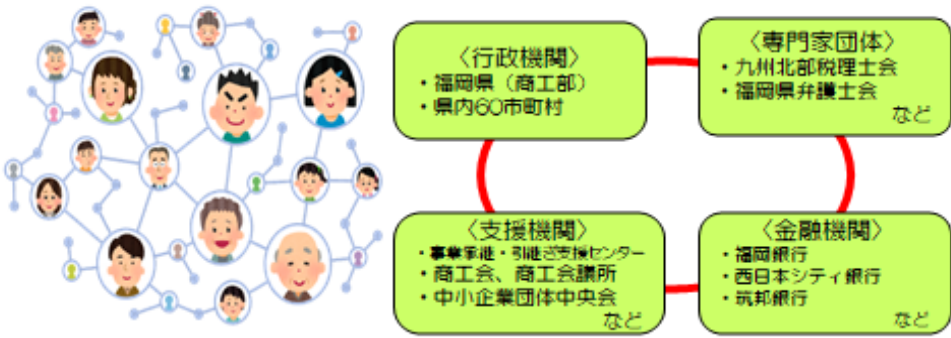 〈行政機関〉
・福岡県（商工部）
・県内60市町村
〈専門家団体〉
・九州北部税理士会
・福岡県弁護士会
など
〈支援機関〉
・事業承継・引継ぎ支援センター
・商工会、商工会議所
・中小企業団体中央会
など
〈金融機関〉
・福岡銀行
・西日本シティ銀行
・筑邦銀行
など